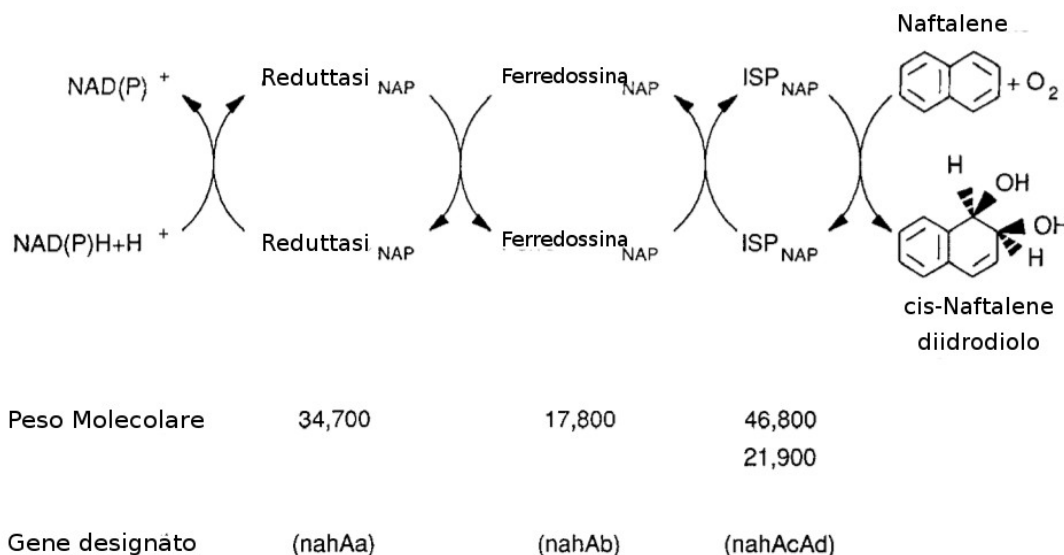 Naftalene
NAD(P) + Reduttasi NAP Ferredossina NAP ISP NAP + O2
H
OH
OH
NAD(P)H+H + Reduttasi NAP Ferredossina NAP ISP NAP H
cis-Naftalene
diidrodiolo
Peso Molecolare 34,700 17,800 46,800
21,900
Gene designato (nahAa) (nahAb) (nahAcAd)